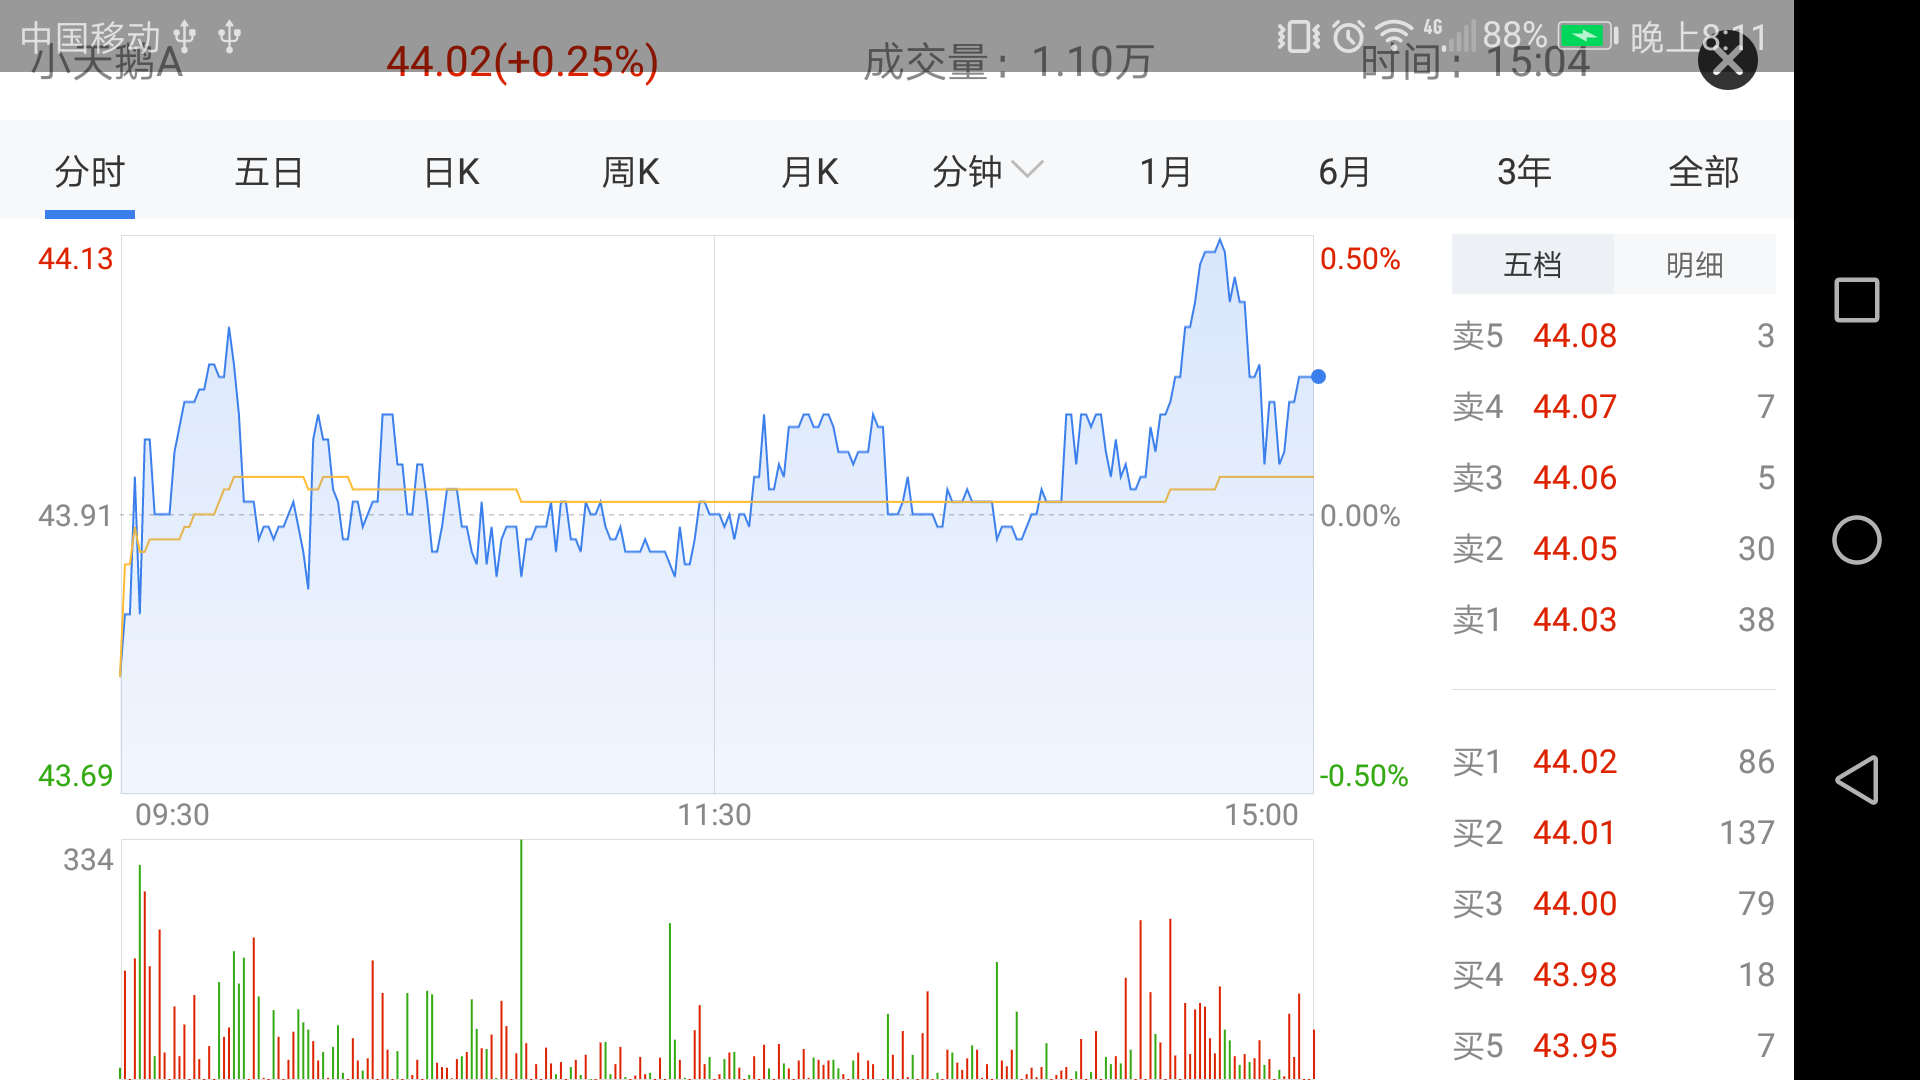 中国移动 4G 88% 晚上8:11
小天鹅A 44.02(+0.25%) 成交量：1.10万 时间：15:04
分时 五日 日K 周K 月K 分钟 1月 6月 3年 全部
44.13 0.50%
43.91 0.00%
43.69 -0.50%
09:30 11:30 15:00
334
五档 明细
卖5 44.08 3
卖4 44.07 7
卖3 44.06 5
卖2 44.05 30
卖1 44.03 38
买1 44.02 86
买2 44.01 137
买3 44.00 79
买4 43.98 18
买5 43.95 7